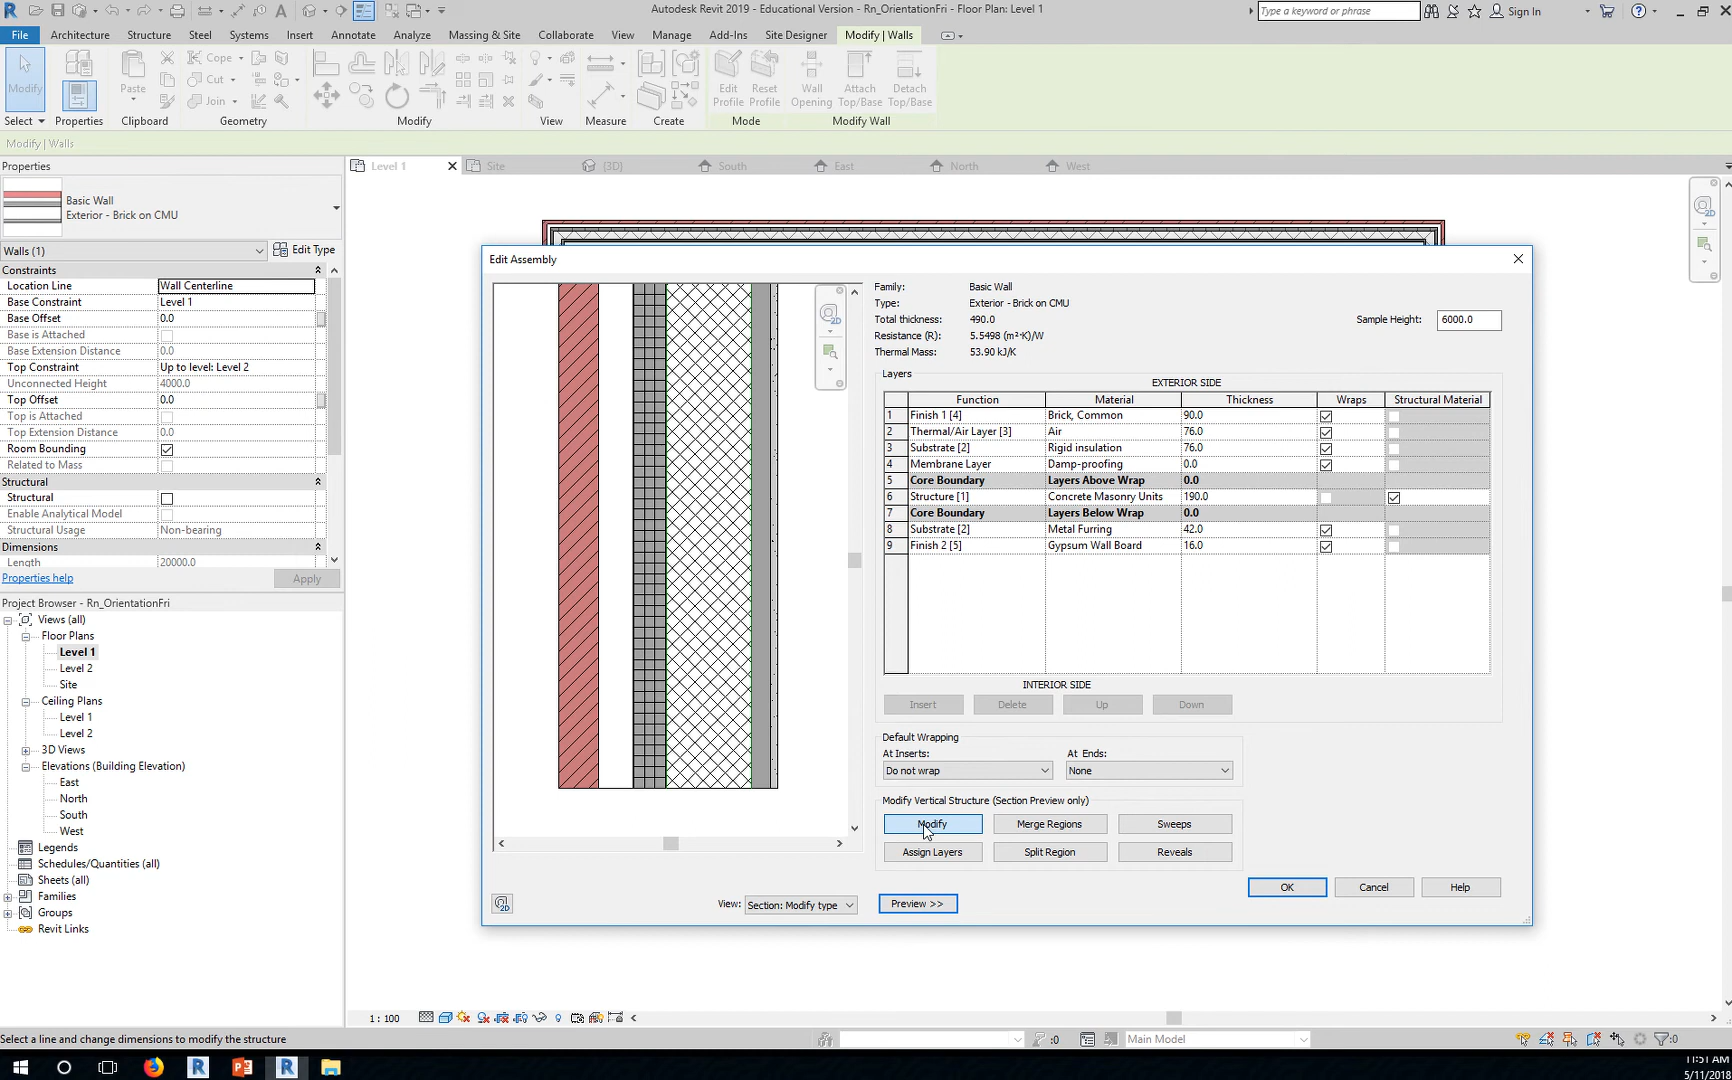 Autodesk Revit 2019 - Educational Version - Rn_OrientationFri - Floor Plan: Level 1
Type a keyword or phrase
Sign In
File Architecture Structure Steel Systems Insert Annotate Analyze Massing & Site Collaborate View Manage Add-Ins Site Designer Modify | Walls
Modify
Paste
Cope
Cut
Join
Edit Profile
Reset Profile
Wall Opening
Attach Top/Base
Detach Top/Base
Select Properties Clipboard Geometry Modify View Measure Create Mode Modify Wall
Modify | Walls
Properties
Level 1 Site {3D} South East North West
Basic Wall
Exterior - Brick on CMU
Walls (1) Edit Type
Constraints
Location Line Wall Centerline
Base Constraint Level 1
Base Offset 0.0
Base is Attached
Base Extension Distance 0.0
Top Constraint Up to level: Level 2
Unconnected Height 4000.0
Top Offset 0.0
Top is Attached
Top Extension Distance 0.0
Room Bounding
Related to Mass
Structural
Structural
Enable Analytical Model
Structural Usage Non-bearing
Dimensions
Length 20000.0
Properties help Apply
Project Browser - Rn_OrientationFri
Views (all)
Floor Plans
Level 1
Level 2
Site
Ceiling Plans
Level 1
Level 2
3D Views
Elevations (Building Elevation)
East
North
South
West
Legends
Schedules/Quantities (all)
Sheets (all)
Families
Groups
Revit Links
Edit Assembly
Family: Basic Wall
Type: Exterior - Brick on CMU
Total thickness: 490.0 Sample Height: 6000.0
Resistance (R): 5.5498 (m²·K)/W
Thermal Mass: 53.90 kJ/K
Layers
EXTERIOR SIDE
Function Material Thickness Wraps Structural Material
1 Finish 1 [4] Brick, Common 90.0
2 Thermal/Air Layer [3] Air 76.0
3 Substrate [2] Rigid insulation 76.0
4 Membrane Layer Damp-proofing 0.0
5 Core Boundary Layers Above Wrap 0.0
6 Structure [1] Concrete Masonry Units 190.0
7 Core Boundary Layers Below Wrap 0.0
8 Substrate [2] Metal Furring 42.0
9 Finish 2 [5] Gypsum Wall Board 16.0
INTERIOR SIDE
Insert Delete Up Down
Default Wrapping
At Inserts: At Ends:
Do not wrap None
Modify Vertical Structure (Section Preview only)
Modify Merge Regions Sweeps
Assign Layers Split Region Reveals
OK Cancel Help
View: Section: Modify type Preview >>
1 : 100
Select a line and change dimensions to modify the structure
:0
Main Model
:0
11:51 AM
5/11/2018